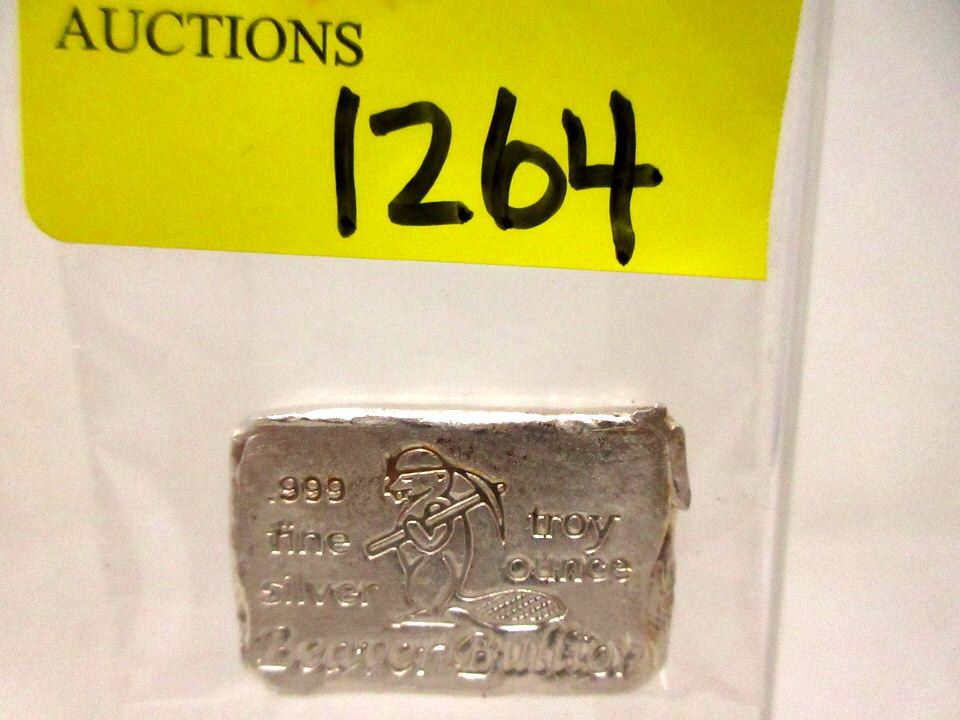 AUCTIONS
1264
.999
fine
silver
troy
ounce
Beaver Bullion